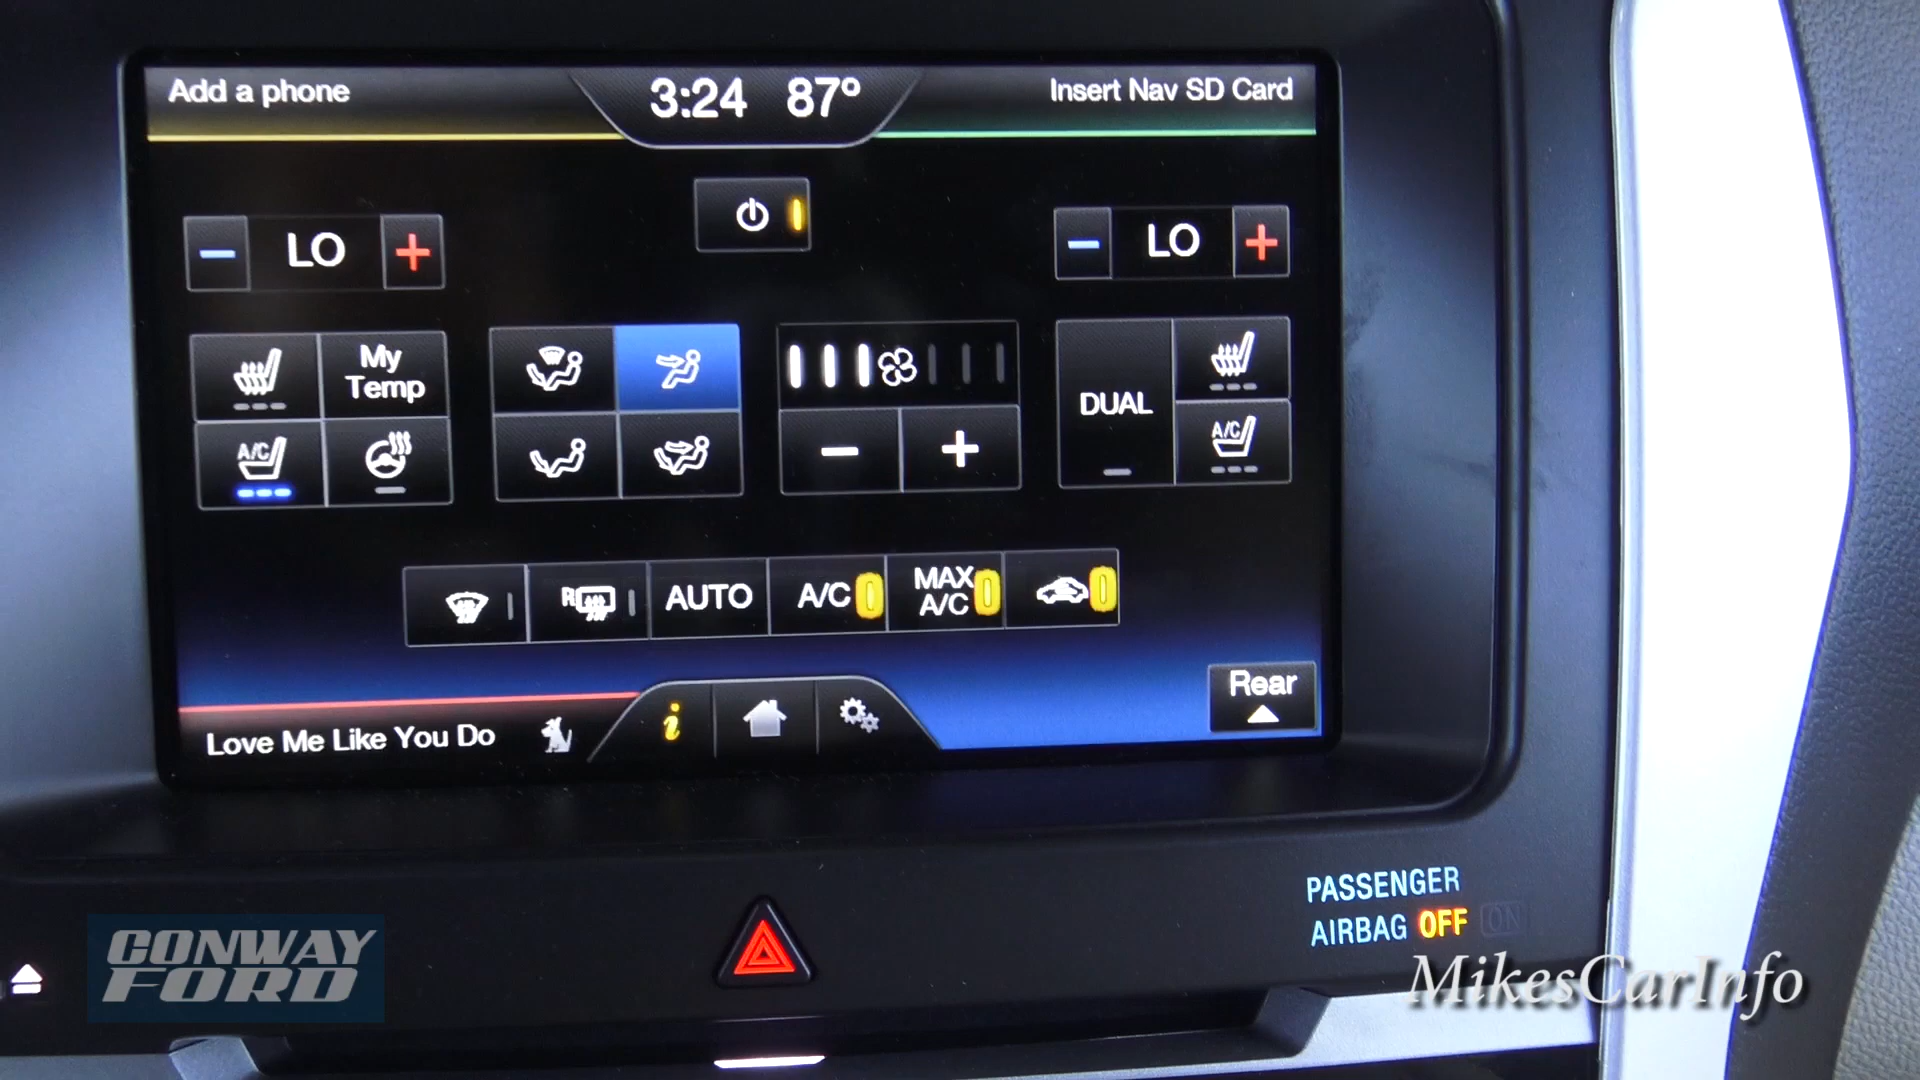 Add a phone
3:24 87°
Insert Nav SD Card
LO
LO
My
Temp
A/C
DUAL
A/C
R
AUTO
A/C
MAX
A/C
Rear
Love Me Like You Do
i
PASSENGER
AIRBAG OFF ON
CONWAY
FORD
MikesCarInfo